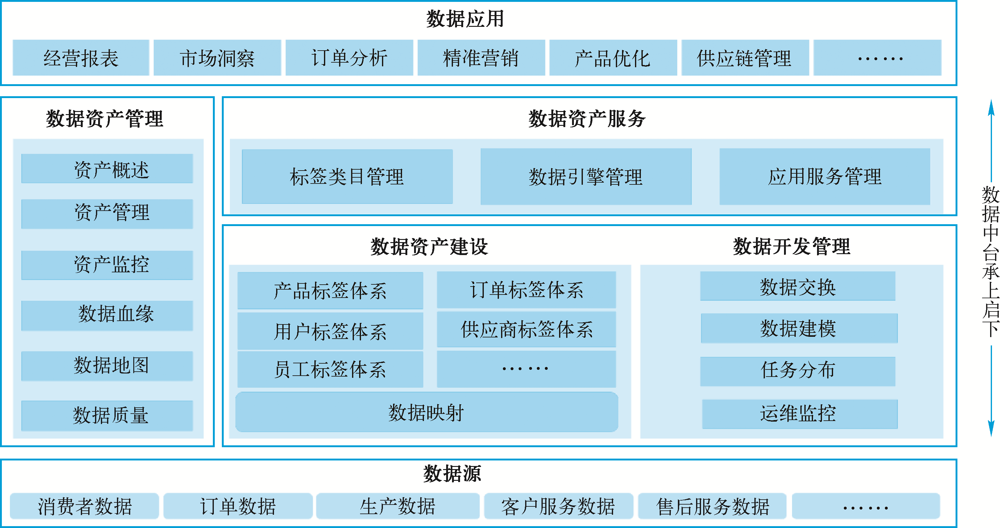 数据应用
经营报表 市场洞察 订单分析 精准营销 产品优化 供应链管理 ……
数据资产管理
资产概述
资产管理
资产监控
数据血缘
数据地图
数据质量
数据资产服务
标签类目管理 数据引擎管理 应用服务管理
数据资产建设
产品标签体系 订单标签体系
用户标签体系 供应商标签体系
员工标签体系 ……
数据映射
数据开发管理
数据交换
数据建模
任务分布
运维监控
数据中台承上启下
数据源
消费者数据 订单数据 生产数据 客户服务数据 售后服务数据 ……